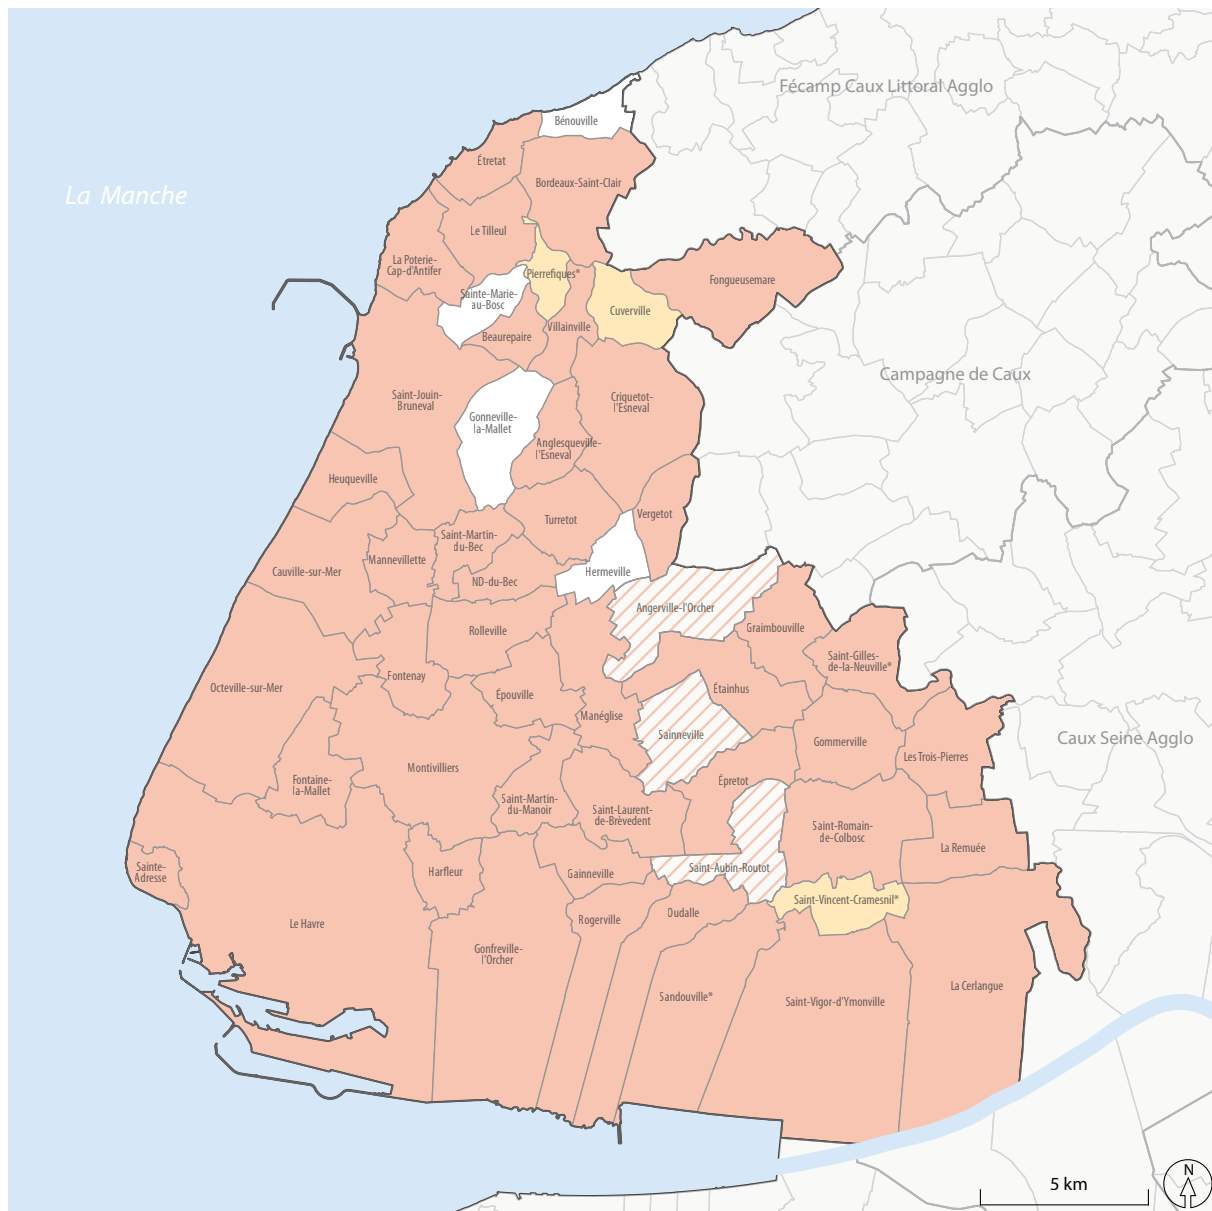 Fécamp Caux Littoral Agglo
Bénouville
Étretat
Bordeaux-Saint-Clair
La Manche
Le Tilleul
La Poterie-
Cap-d'Antifer
Pierrefiques*
Fongueusemare
Sainte-Marie-
au-Bosc
Cuverville
Villainville
Beaurepaire
Campagne de Caux
Saint-Jouin-
Bruneval
Criquetot-
l'Esneval
Gonneville-
la-Mallet
Anglesqueville-
l'Esneval
Heuqueville
Turretot
Vergetot
Saint-Martin-
du-Bec
Mannevillette
Cauville-sur-Mer
Hermeville
ND-du-Bec
Angerville-l'Orcher
Rolleville
Graimbouville
Saint-Gilles-
de-la-Neuville*
Fontenay
Octeville-sur-Mer
Épouville
Étainhus
Manéglise
Sainneville
Gommerville
Caux Seine Agglo
Les Trois-Pierres
Montivilliers
Épretot
Fontaine-
la-Mallet
Saint-Martin-
du-Manoir
Saint-Laurent-
de-Brèvedent
Saint-Romain-
de-Colbosc
La Remuée
Sainte-
Adresse
Harfleur
Gainneville
Saint-Aubin-Routot
Saint-Vincent-Cramesnil*
Le Havre
Rogerville
Oudalle
Gonfreville-
l'Orcher
Sandouville*
Saint-Vigor-d'Ymonville
La Cerlangue
5 km
N